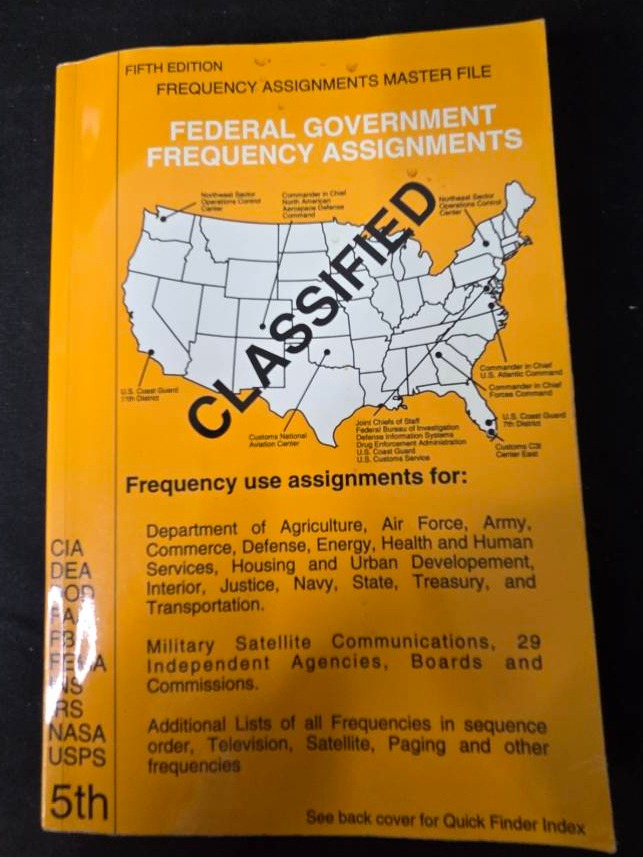 FIFTH EDITION
FREQUENCY ASSIGNMENTS MASTER FILE
FEDERAL GOVERNMENT
FREQUENCY ASSIGNMENTS
Northwest Sector
Operations Control
Center
Commander in Chief
North American
Aerospace Defense
Command
Northeast Sector
Operations Control
Center
CLASSIFIED
U.S. Coast Guard
11th District
Customs National
Aviation Center
Joint Chiefs of Staff
Federal Bureau of Investigation
Defense Information Systems
Drug Enforcement Administration
U.S. Coast Guard
U.S. Customs Service
Commander in Chief
U.S. Atlantic Command
Commander in Chief
Forces Command
U.S. Coast Guard
7th District
Customs C3I
Center East
Frequency use assignments for:
Department of Agriculture, Air Force, Army,
Commerce, Defense, Energy, Health and Human
Services, Housing and Urban Developement,
Interior, Justice, Navy, State, Treasury, and
Transportation.
Military Satellite Communications, 29
Independent Agencies, Boards and
Commissions.
Additional Lists of all Frequencies in sequence
order, Television, Satellite, Paging and other
frequencies
CIA
DEA
DOD
FAA
FBI
FEMA
INS
IRS
NASA
USPS
5th
See back cover for Quick Finder Index